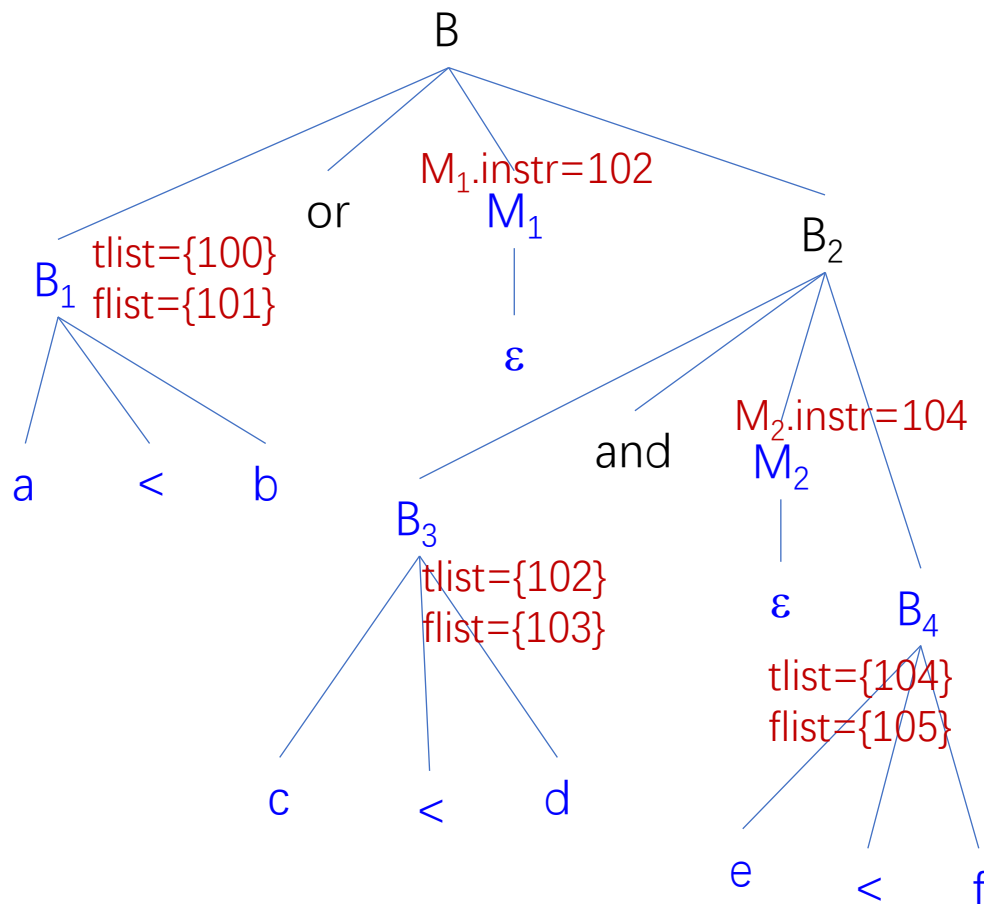 B
M₁.instr=102
or
M₁
B₂
tlist={100}
B₁
flist={101}
ε
M₂.instr=104
a < b
and
M₂
B₃
tlist={102}
ε
B₄
flist={103}
tlist={104}
flist={105}
c < d
e < f